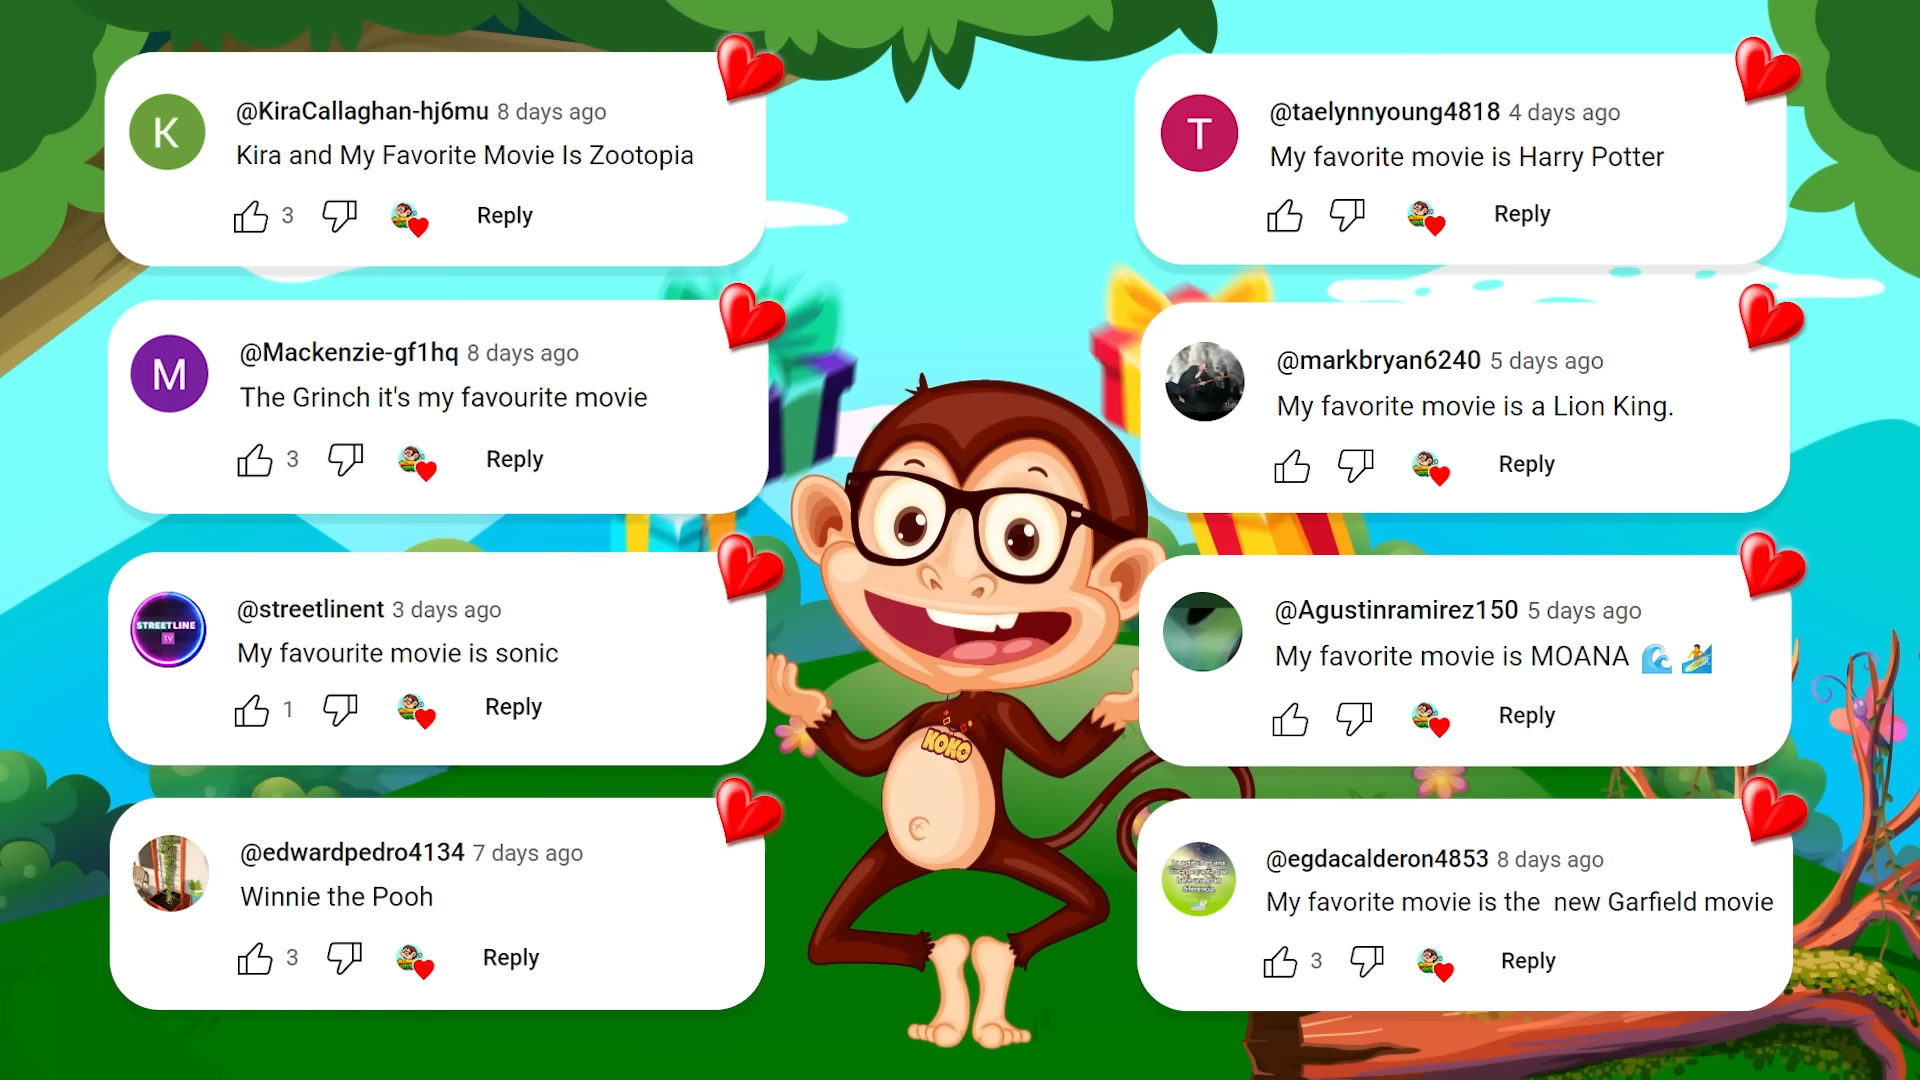 @KiraCallaghan-hj6mu 8 days ago
Kira and My Favorite Movie Is Zootopia
3 Reply
@Mackenzie-gf1hq 8 days ago
The Grinch it's my favourite movie
3 Reply
@streetlinent 3 days ago
My favourite movie is sonic
1 Reply
@edwardpedro4134 7 days ago
Winnie the Pooh
3 Reply
@taelynnyoung4818 4 days ago
My favorite movie is Harry Potter
Reply
@markbryan6240 5 days ago
My favorite movie is a Lion King.
Reply
@Agustinramirez150 5 days ago
My favorite movie is MOANA 🌊 🏄
Reply
@egdacalderon4853 8 days ago
My favorite movie is the  new Garfield movie
3 Reply
K
M
STREETLINE
TV
T
KOKO